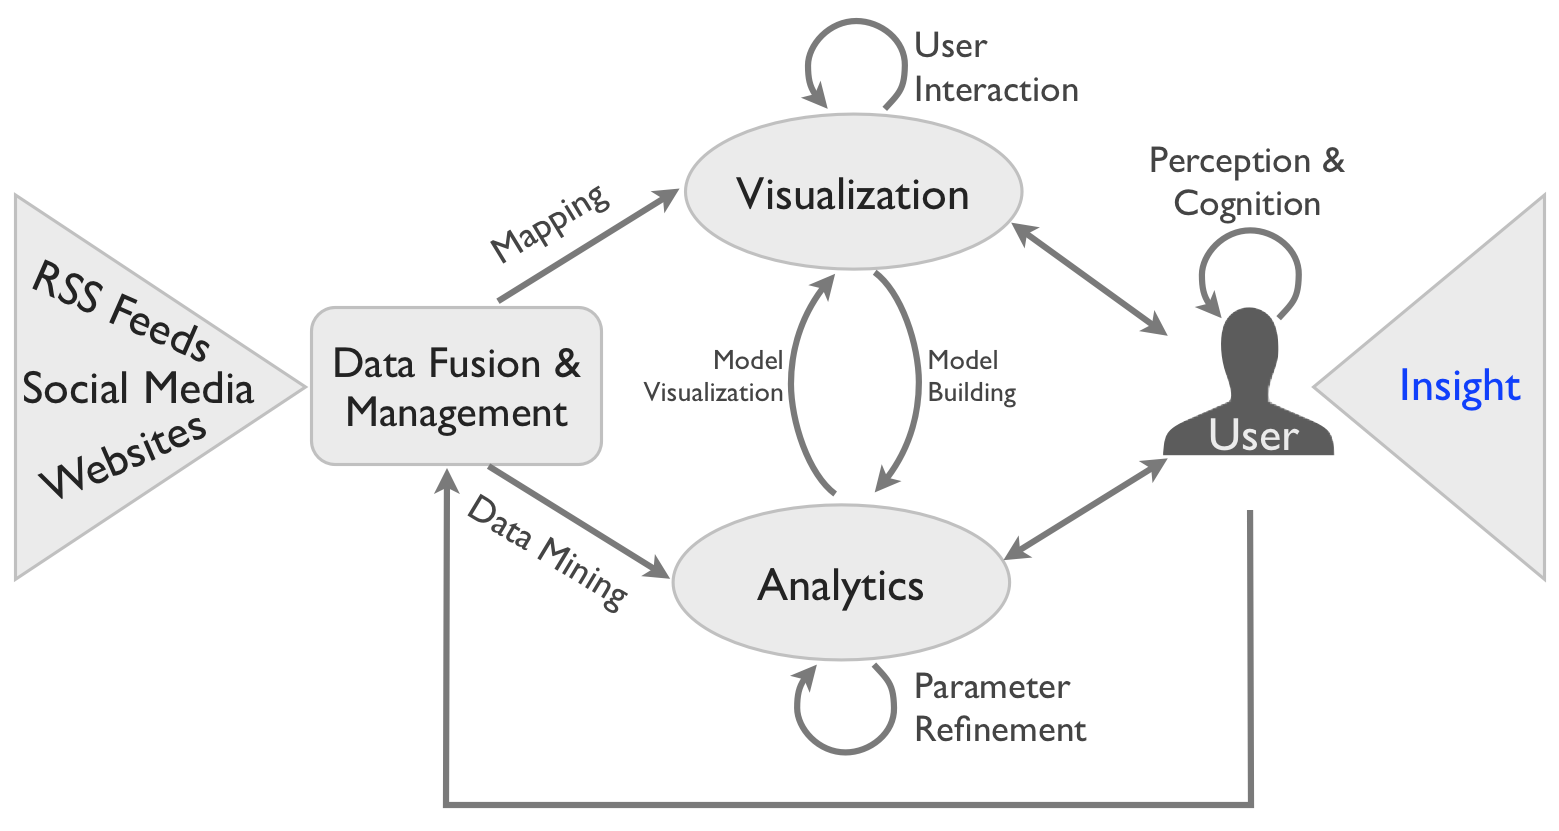 User
Interaction
Perception &
Cognition
Visualization
Mapping
RSS Feeds
Social Media
Websites
Data Fusion &
Management
Model
Visualization
Model
Building
User
Insight
Data Mining
Analytics
Parameter
Refinement